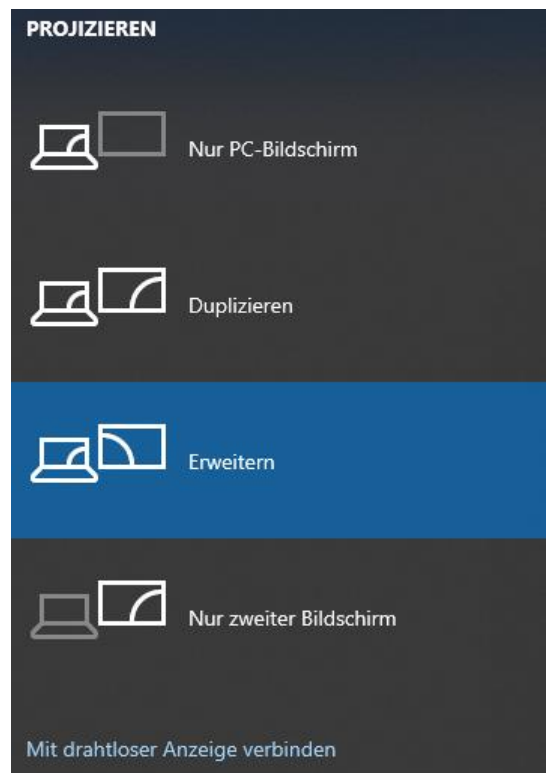 PROJIZIEREN
Nur PC-Bildschirm
Duplizieren
Erweitern
Nur zweiter Bildschirm
Mit drahtloser Anzeige verbinden